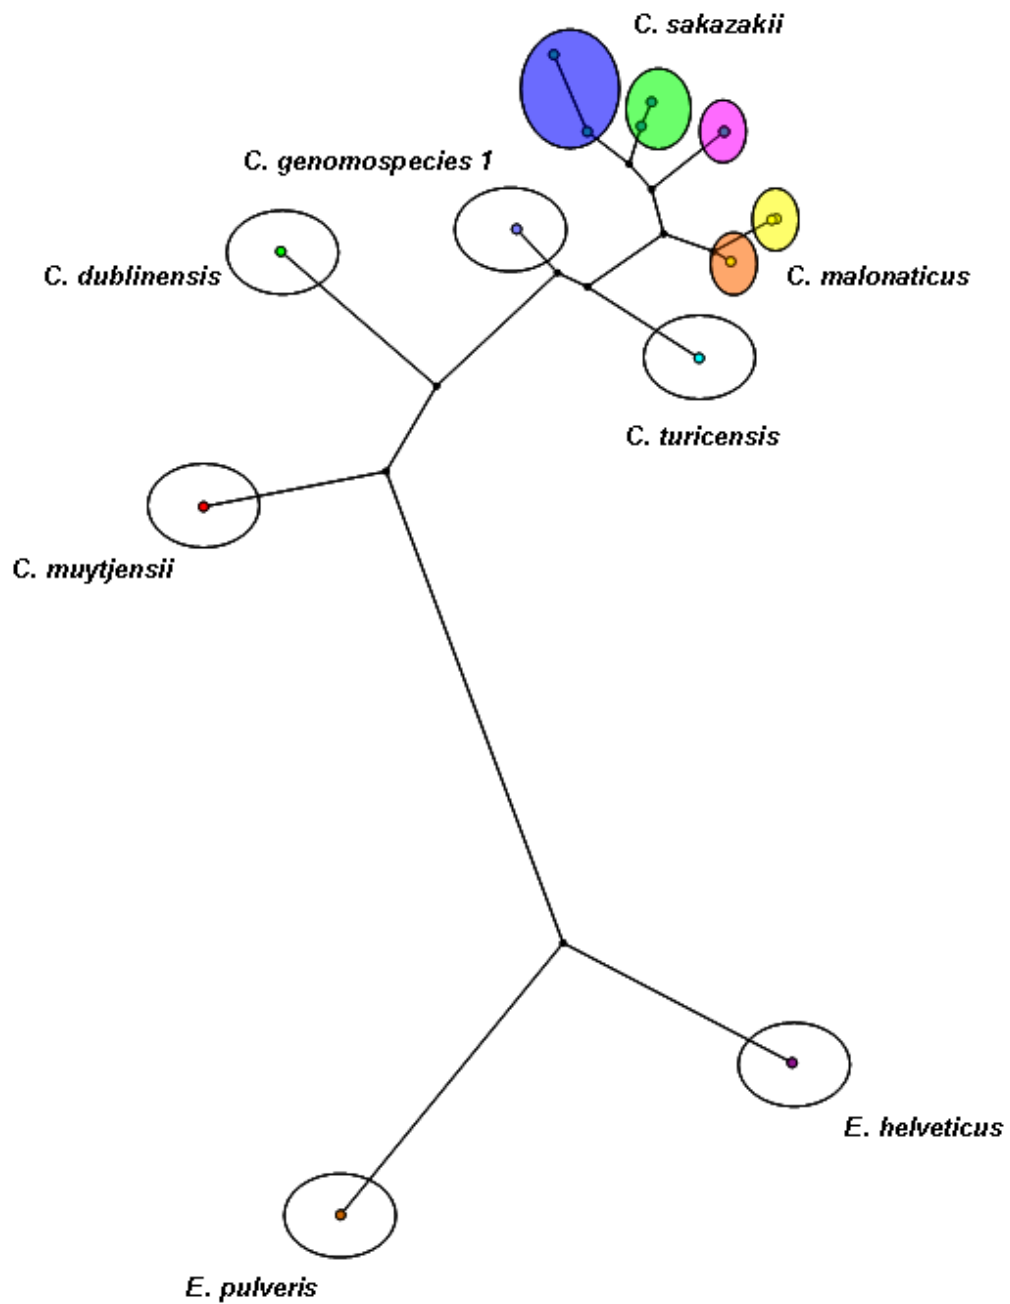 C. sakazakii
C. genomospecies 1
C. dublinensis
C. malonaticus
C. turicensis
C. muytjensii
E. helveticus
E. pulveris